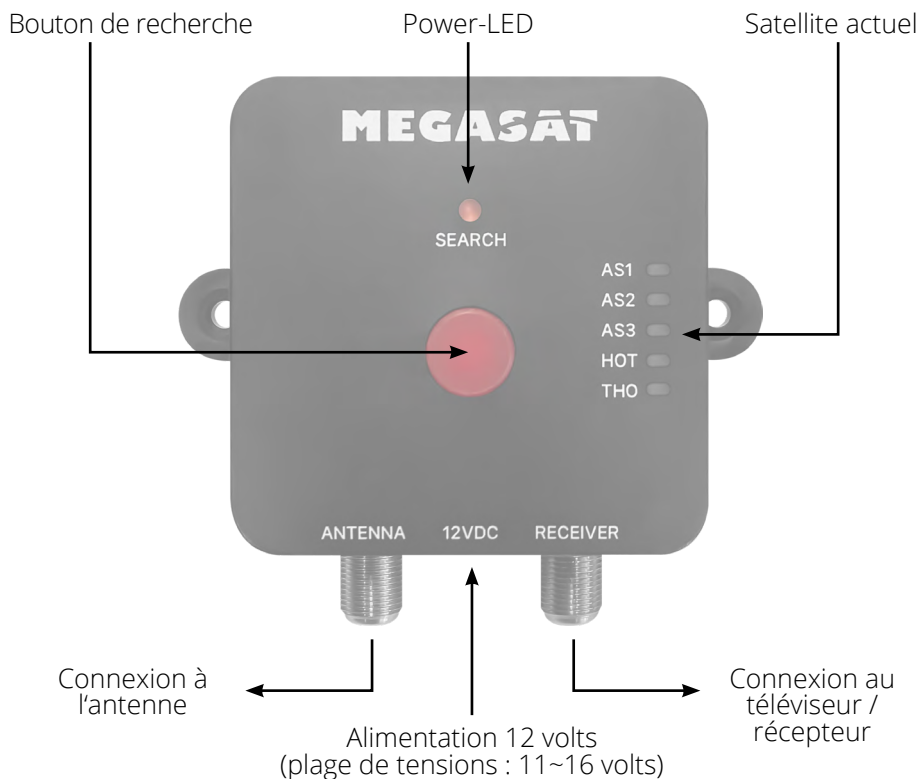 Bouton de recherche
Power-LED
Satellite actuel
MEGASAT
SEARCH
AS1
AS2
AS3
HOT
THO
ANTENNA 12VDC RECEIVER
Connexion à
l‘antenne
Connexion au
téléviseur /
récepteur
Alimentation 12 volts
(plage de tensions : 11~16 volts)